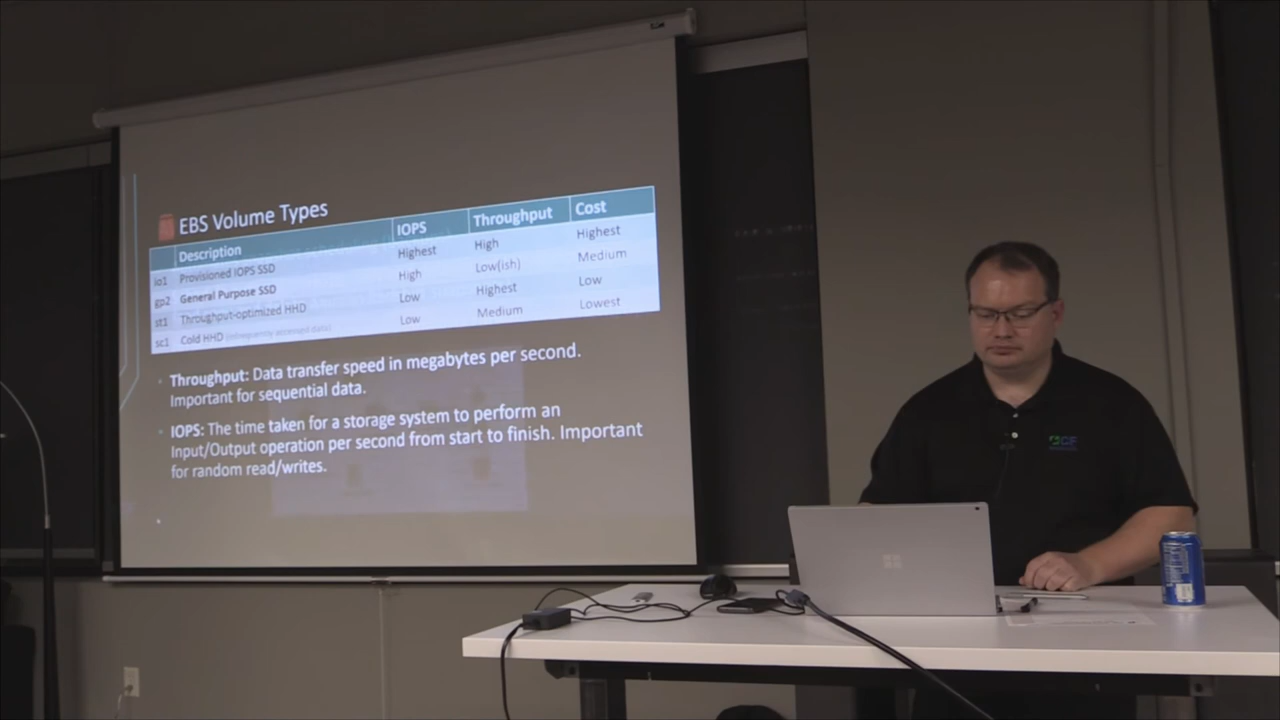 EBS Volume Types
Description IOPS Throughput Cost
io1 Provisioned IOPS SSD Highest High Highest
gp2 General Purpose SSD High Low(ish) Medium
st1 Throughput-optimized HHD Low Highest Low
sc1 Cold HHD (infrequently accessed data) Low Medium Lowest
Throughput: Data transfer speed in megabytes per second.
Important for sequential data.
IOPS: The time taken for a storage system to perform an
Input/Output operation per second from start to finish. Important
for random read/writes.